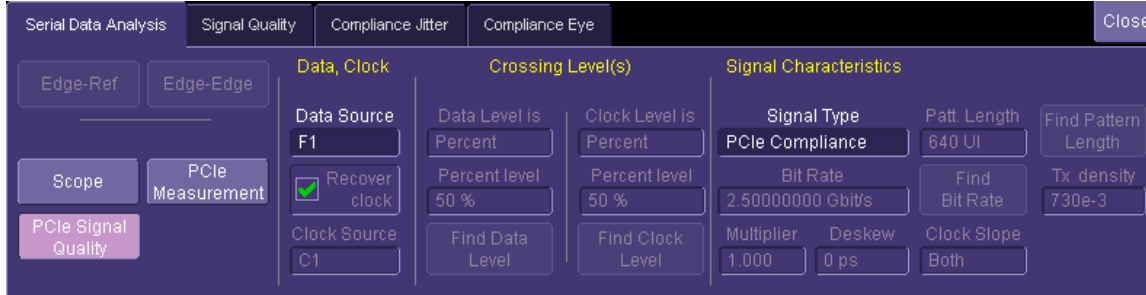 Serial Data Analysis
Signal Quality
Compliance Jitter
Compliance Eye
Close
Edge-Ref
Edge-Edge
Scope
PCIe
Measurement
PCIe Signal
Quality
Data, Clock
Data Source
F1
Recover
clock
Clock Source
C1
Crossing Level(s)
Data Level is
Percent
Percent level
50 %
Find Data
Level
Clock Level is
Percent
Percent level
50 %
Find Clock
Level
Signal Characteristics
Signal Type
PCIe Compliance
Bit Rate
2.50000000 Gbit/s
Multiplier
1.000
Deskew
0 ps
Patt. Length
640 UI
Find
Bit Rate
Clock Slope
Both
Find Pattern
Length
Tx density
730e-3